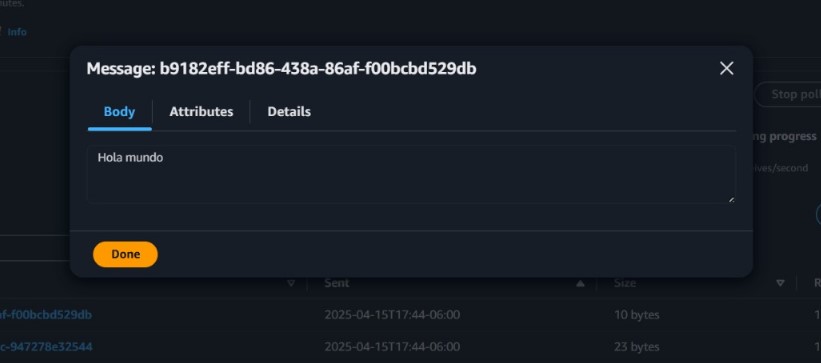 Info
Message: b9182eff-bd86-438a-86af-f00bcbd529db
Body Attributes Details
Stop poll
ng progress
Hola mundo
ives/second
Done
Sent Size R
af-f00bcbd529db 2025-04-15T17:44-06:00 10 bytes 1
c-947278e32544 2025-04-15T17:44-06:00 23 bytes 1